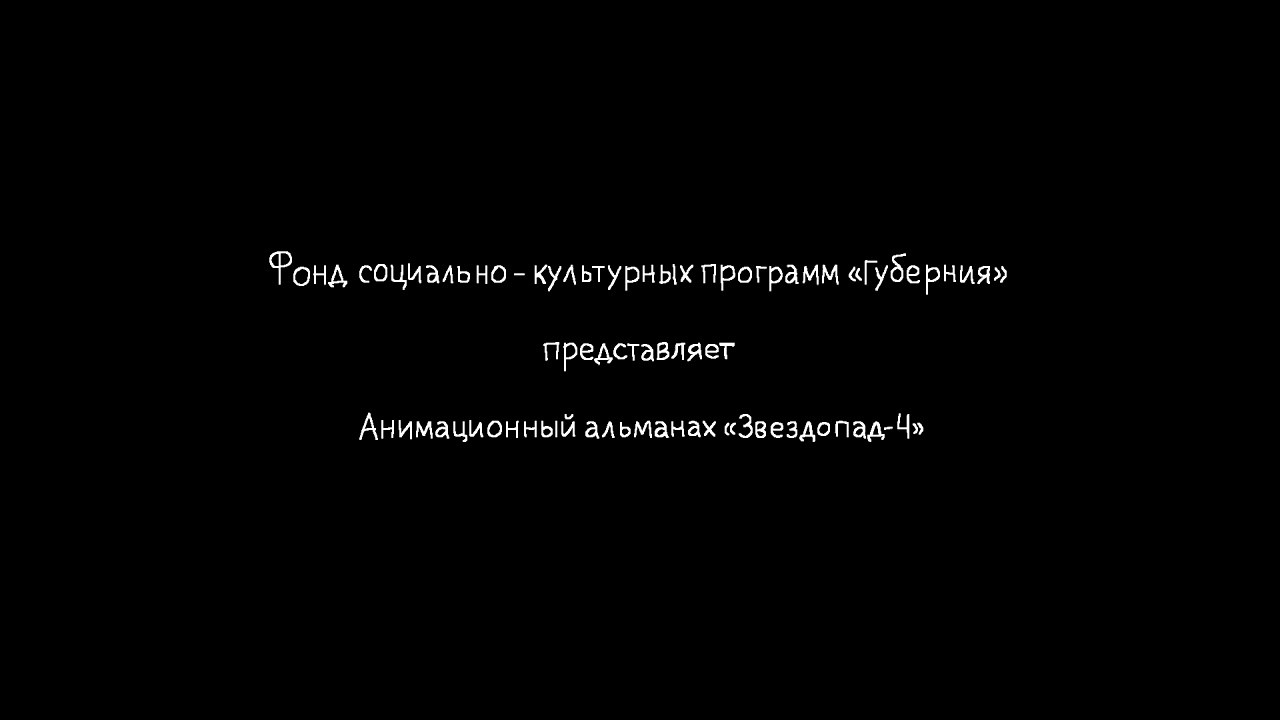 Фонд социально - культурных программ «Губерния»
представляет
Анимационный альманах «Звездопад-4»